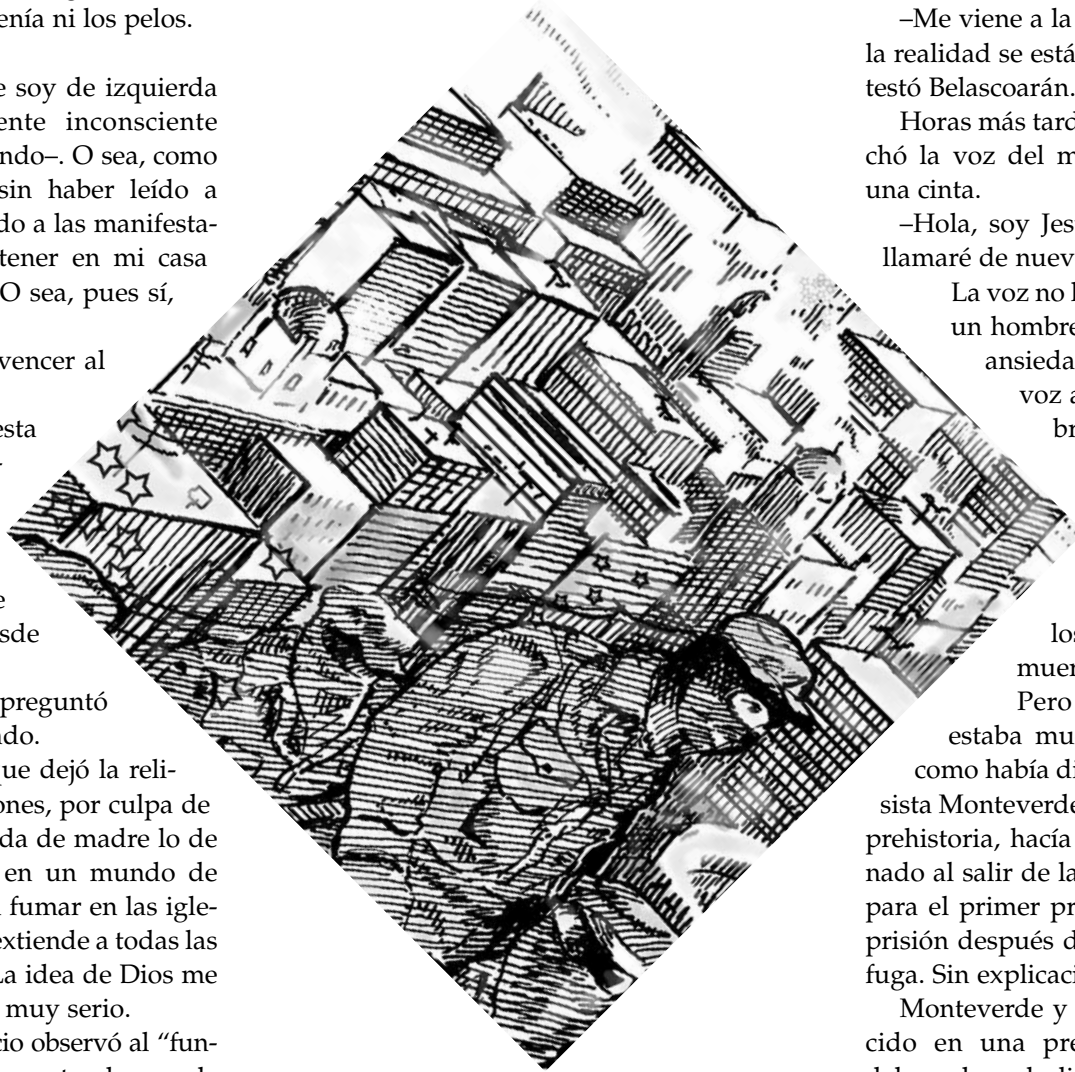 enía ni los pelos.
e soy de izquierda
ente inconsciente
ndo–. O sea, como
sin haber leído a
do a las manifesta-
tener en mi casa
O sea, pues sí,
vencer al
esta
-
e
sde
preguntó
ndo.
ue dejó la reli-
ones, por culpa de
da de madre lo de
en un mundo de
fumar en las igle-
extiende a todas las
La idea de Dios me
muy serio.
cio observó al “fun-
–Me viene a la
la realidad se está
testó Belascoarán.
Horas más tard
chó la voz del m
una cinta.
–Hola, soy Jesú
llamaré de nuev
La voz no l
un hombre
ansieda
voz a
br
los
muer
Pero
estaba mu
como había di
sista Monteverde
prehistoria, hacía
nado al salir de la
para el primer pr
prisión después d
fuga. Sin explicaci
Monteverde y
cido en una pre